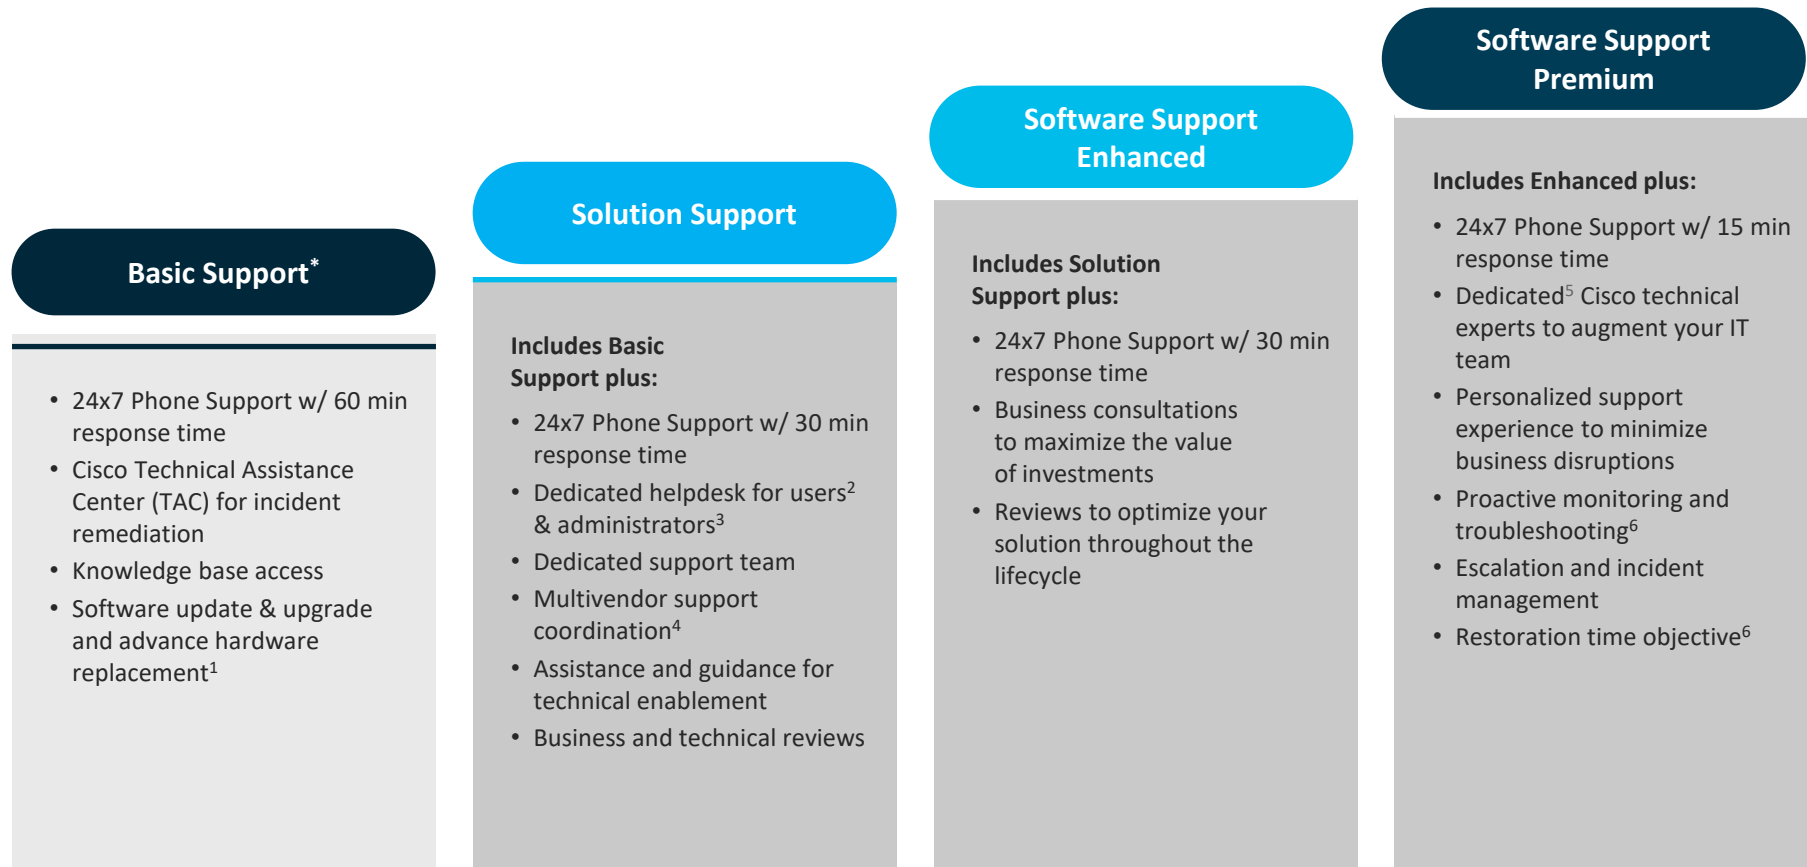 Basic Support*
• 24x7 Phone Support w/ 60 min
response time
• Cisco Technical Assistance
Center (TAC) for incident
remediation
• Knowledge base access
• Software update & upgrade
and advance hardware
replacement1
Solution Support
Includes Basic
Support plus:
• 24x7 Phone Support w/ 30 min
response time
• Dedicated helpdesk for users2
& administrators3
• Dedicated support team
• Multivendor support
coordination4
• Assistance and guidance for
technical enablement
• Business and technical reviews
Software Support
Enhanced
Includes Solution
Support plus:
• 24x7 Phone Support w/ 30 min
response time
• Business consultations
to maximize the value
of investments
• Reviews to optimize your
solution throughout the
lifecycle
Software Support
Premium
Includes Enhanced plus:
• 24x7 Phone Support w/ 15 min
response time
• Dedicated5 Cisco technical
experts to augment your IT
team
• Personalized support
experience to minimize
business disruptions
• Proactive monitoring and
troubleshooting6
• Escalation and incident
management
• Restoration time objective6